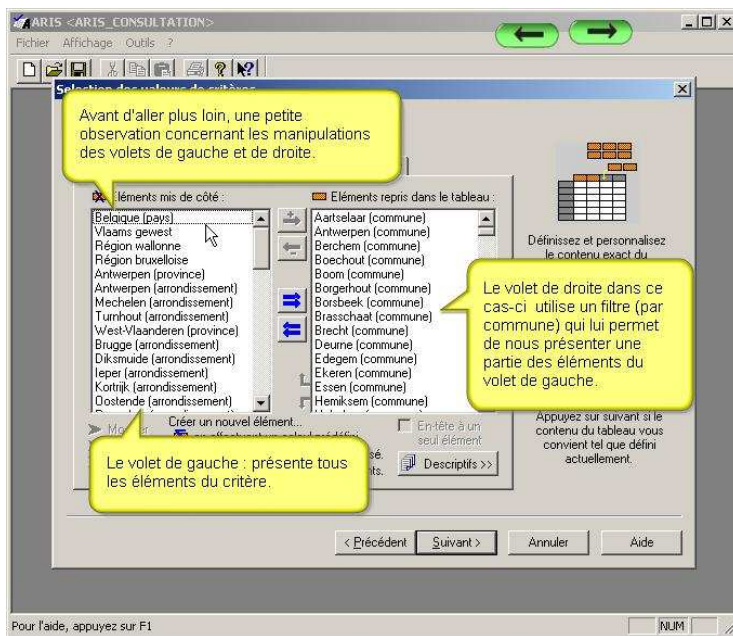 ARIS <ARIS_CONSULTATION>
Fichier Affichage Outils ?
Sélection des valeurs de critères
Avant d'aller plus loin, une petite
observation concernant les manipulations
des volets de gauche et de droite.
Eléments mis de côté :
Belgique (pays)
Vlaams gewest
Région wallonne
Région bruxelloise
Antwerpen (province)
Antwerpen (arrondissement)
Mechelen (arrondissement)
Turnhout (arrondissement)
West-Vlaanderen (province)
Brugge (arrondissement)
Diksmuide (arrondissement)
Ieper (arrondissement)
Kortrijk (arrondissement)
Oostende (arrondissement)
Eléments repris dans le tableau :
Aartselaar (commune)
Antwerpen (commune)
Berchem (commune)
Boechout (commune)
Boom (commune)
Borgerhout (commune)
Borsbeek (commune)
Brasschaat (commune)
Brecht (commune)
Deurne (commune)
Edegem (commune)
Ekeren (commune)
Essen (commune)
Hemiksem (commune)
Définissez et personnalisez
le contenu exact du
Le volet de droite dans ce
cas-ci utilise un filtre (par
commune) qui lui permet
de nous présenter une
partie des éléments du
volet de gauche.
Appuyez sur suivant si le
contenu du tableau vous
convient tel que défini
actuellement.
Créer un nouvel élément...
En-tête à un
seul élément
Descriptifs >>
Le volet de gauche : présente tous
les éléments du critère.
< Précédent Suivant > Annuler Aide
Pour l'aide, appuyez sur F1 NUM